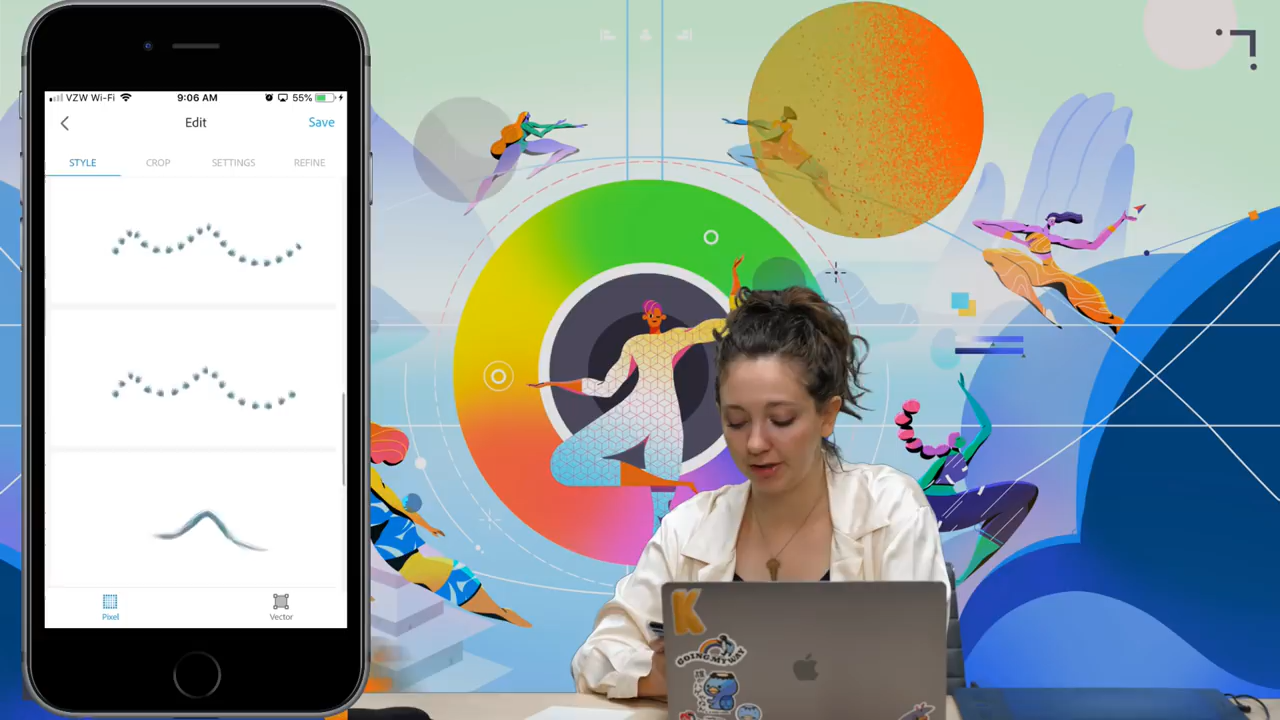 VZW Wi-Fi 9:06 AM 55%
Edit Save
STYLE CROP SETTINGS REFINE
Pixel Vector
K
GOING MY WAY